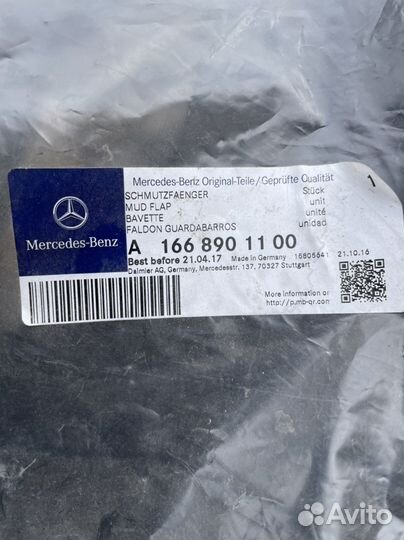 Mercedes-Benz Original-Teile/Geprüfte Qualität
SCHMUTZFAENGER Stück 1
MUD FLAP unit
BAVETTE unité
FALDON GUARDABARROS unidad
Mercedes-Benz
A 166 890 11 00
Best before 21.04.17 Made in Germany 16805641 21.10.16
Daimler AG, Germany, Mercedesstr. 137, 70327 Stuttgart
More information or
http://p.mb-qr.com
Avito